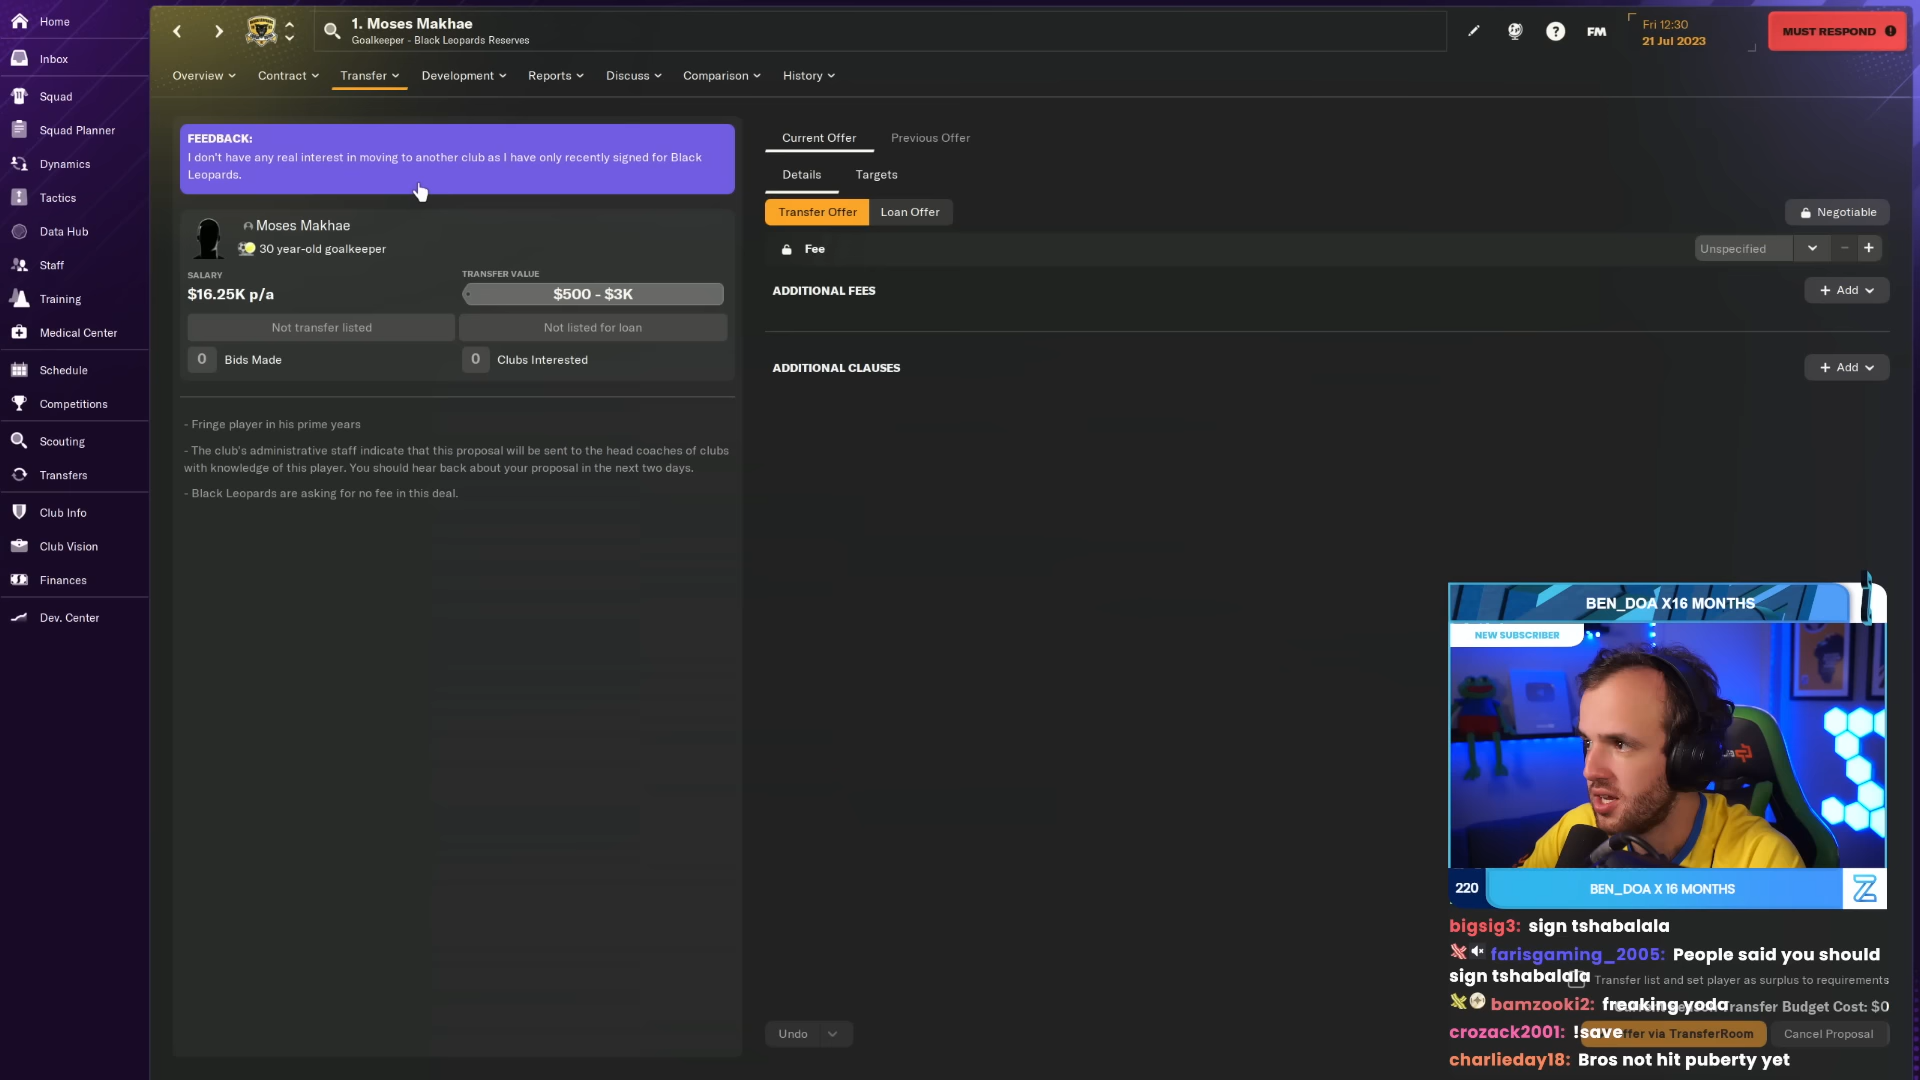 Home
Inbox
Squad
Squad Planner
Dynamics
Tactics
Data Hub
Staff
Training
Medical Center
Schedule
Competitions
Scouting
Transfers
Club Info
Club Vision
Finances
Dev. Center
1. Moses Makhae
Goalkeeper - Black Leopards Reserves
FM
Fri 12:30
21 Jul 2023
MUST RESPOND
Overview
Contract
Transfer
Development
Reports
Discuss
Comparison
History
FEEDBACK:
I don't have any real interest in moving to another club as I have only recently signed for Black
Leopards.
Moses Makhae
30 year-old goalkeeper
SALARY
$16.25K p/a
TRANSFER VALUE
$500 - $3K
Not transfer listed
Not listed for loan
0 Bids Made
0 Clubs Interested
- Fringe player in his prime years
- The club's administrative staff indicate that this proposal will be sent to the head coaches of clubs
with knowledge of this player. You should hear back about your proposal in the next two days.
- Black Leopards are asking for no fee in this deal.
Current Offer
Previous Offer
Details
Targets
Transfer Offer
Loan Offer
Negotiable
Fee
Unspecified
ADDITIONAL FEES
+ Add
ADDITIONAL CLAUSES
+ Add
BEN_DOA X16 MONTHS
NEW SUBSCRIBER
220
BEN_DOA X 16 MONTHS
bigsig3: sign tshabalala
farisgaming_2005: People said you should
sign tshabalala
Transfer list and set player as surplus to requirements
bamzooki2: freaking yoda
Transfer Budget Cost: $0
crozack2001: !save
ffer via TransferRoom
Cancel Proposal
charlieday18: Bros not hit puberty yet
Undo